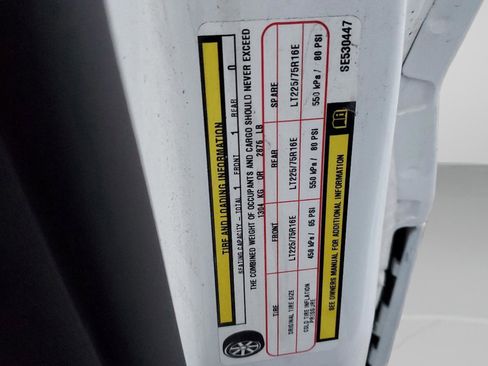 TIRE AND LOADING INFORMATION
SEATING CAPACITY - TOTAL 1 FRONT 1 REAR 0
THE COMBINED WEIGHT OF OCCUPANTS AND CARGO SHOULD NEVER EXCEED
1304 KG OR 2876 LB
TIRE FRONT REAR SPARE
ORIGINAL TIRE SIZE LT225/75R16E LT225/75R16E LT225/75R16E
COLD TIRE INFLATION PRESSURE 450 kPa / 65 PSI 550 kPa / 80 PSI 550 kPa / 80 PSI
SEE OWNERS MANUAL FOR ADDITIONAL INFORMATION
SE530447